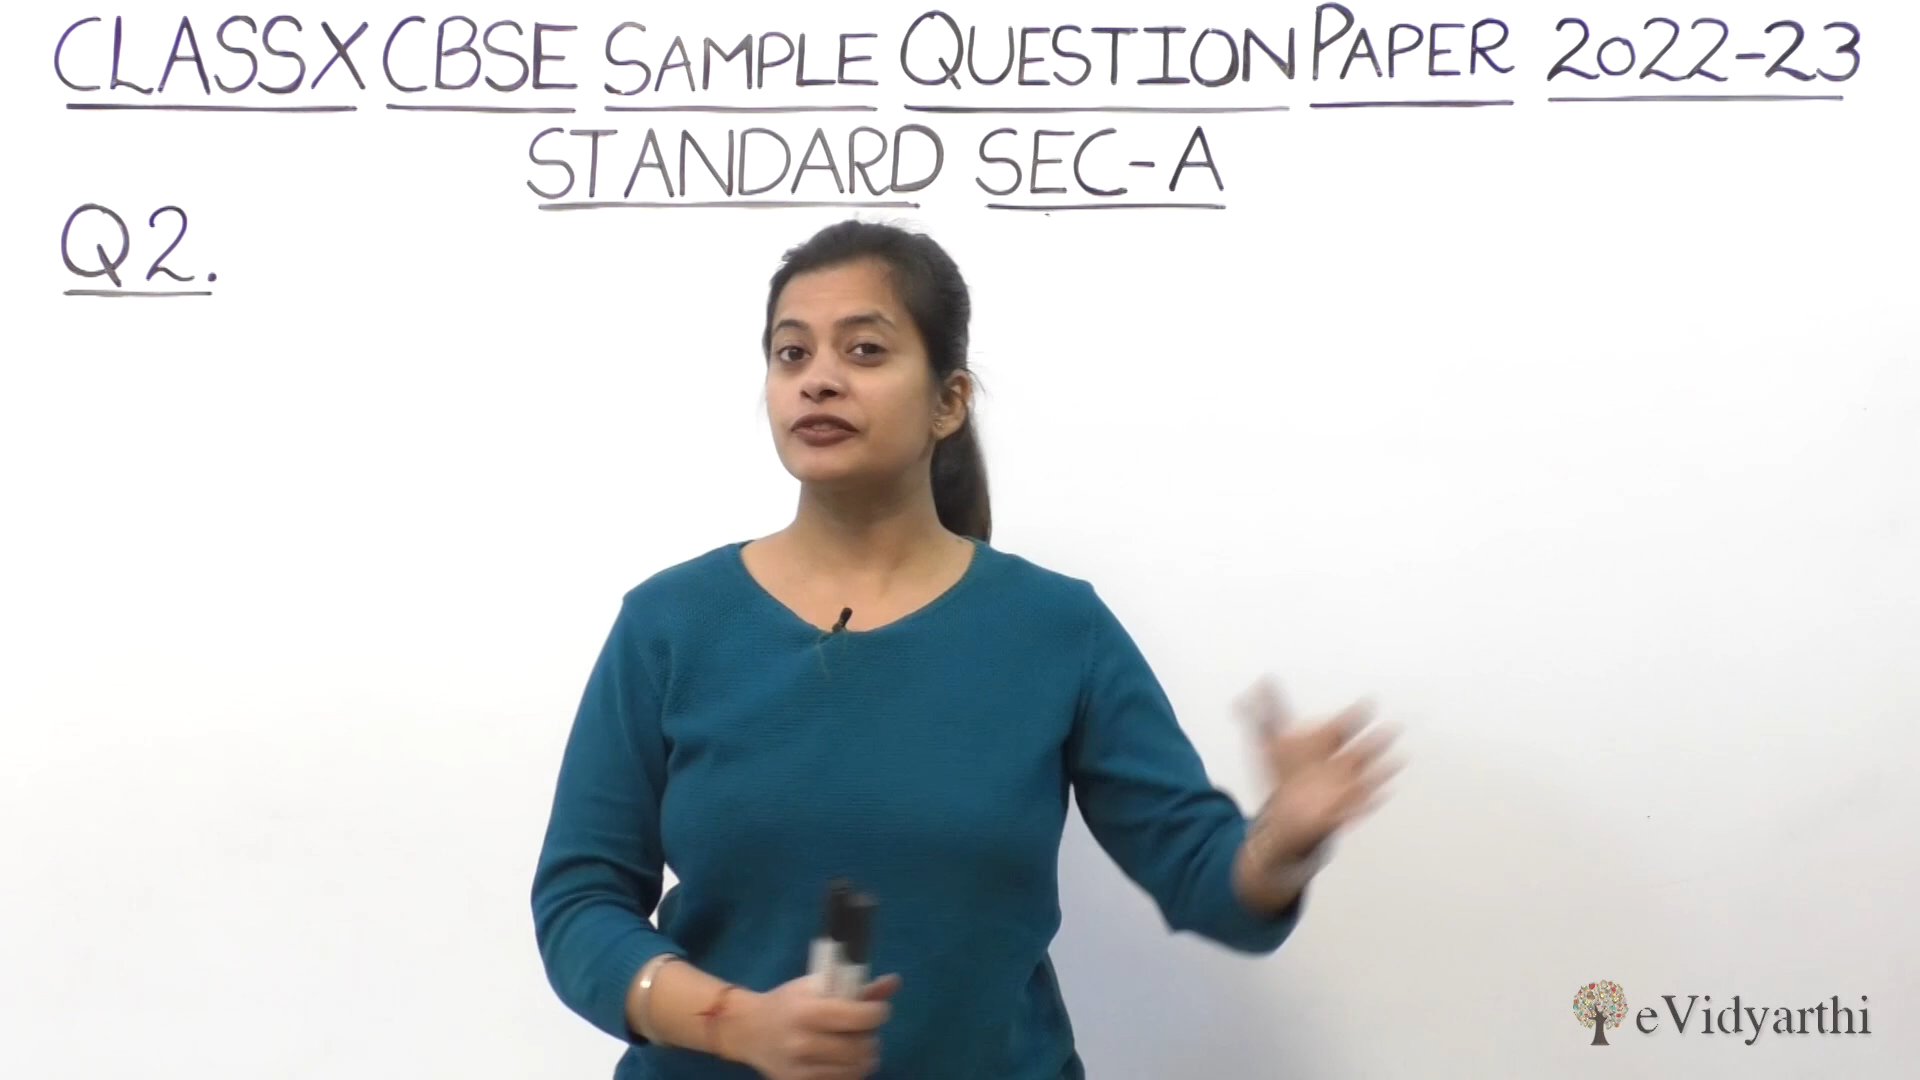 CLASS X CBSE SAMPLE QUESTION PAPER 2022-23
STANDARD SEC-A
Q2.
eVidyarthi